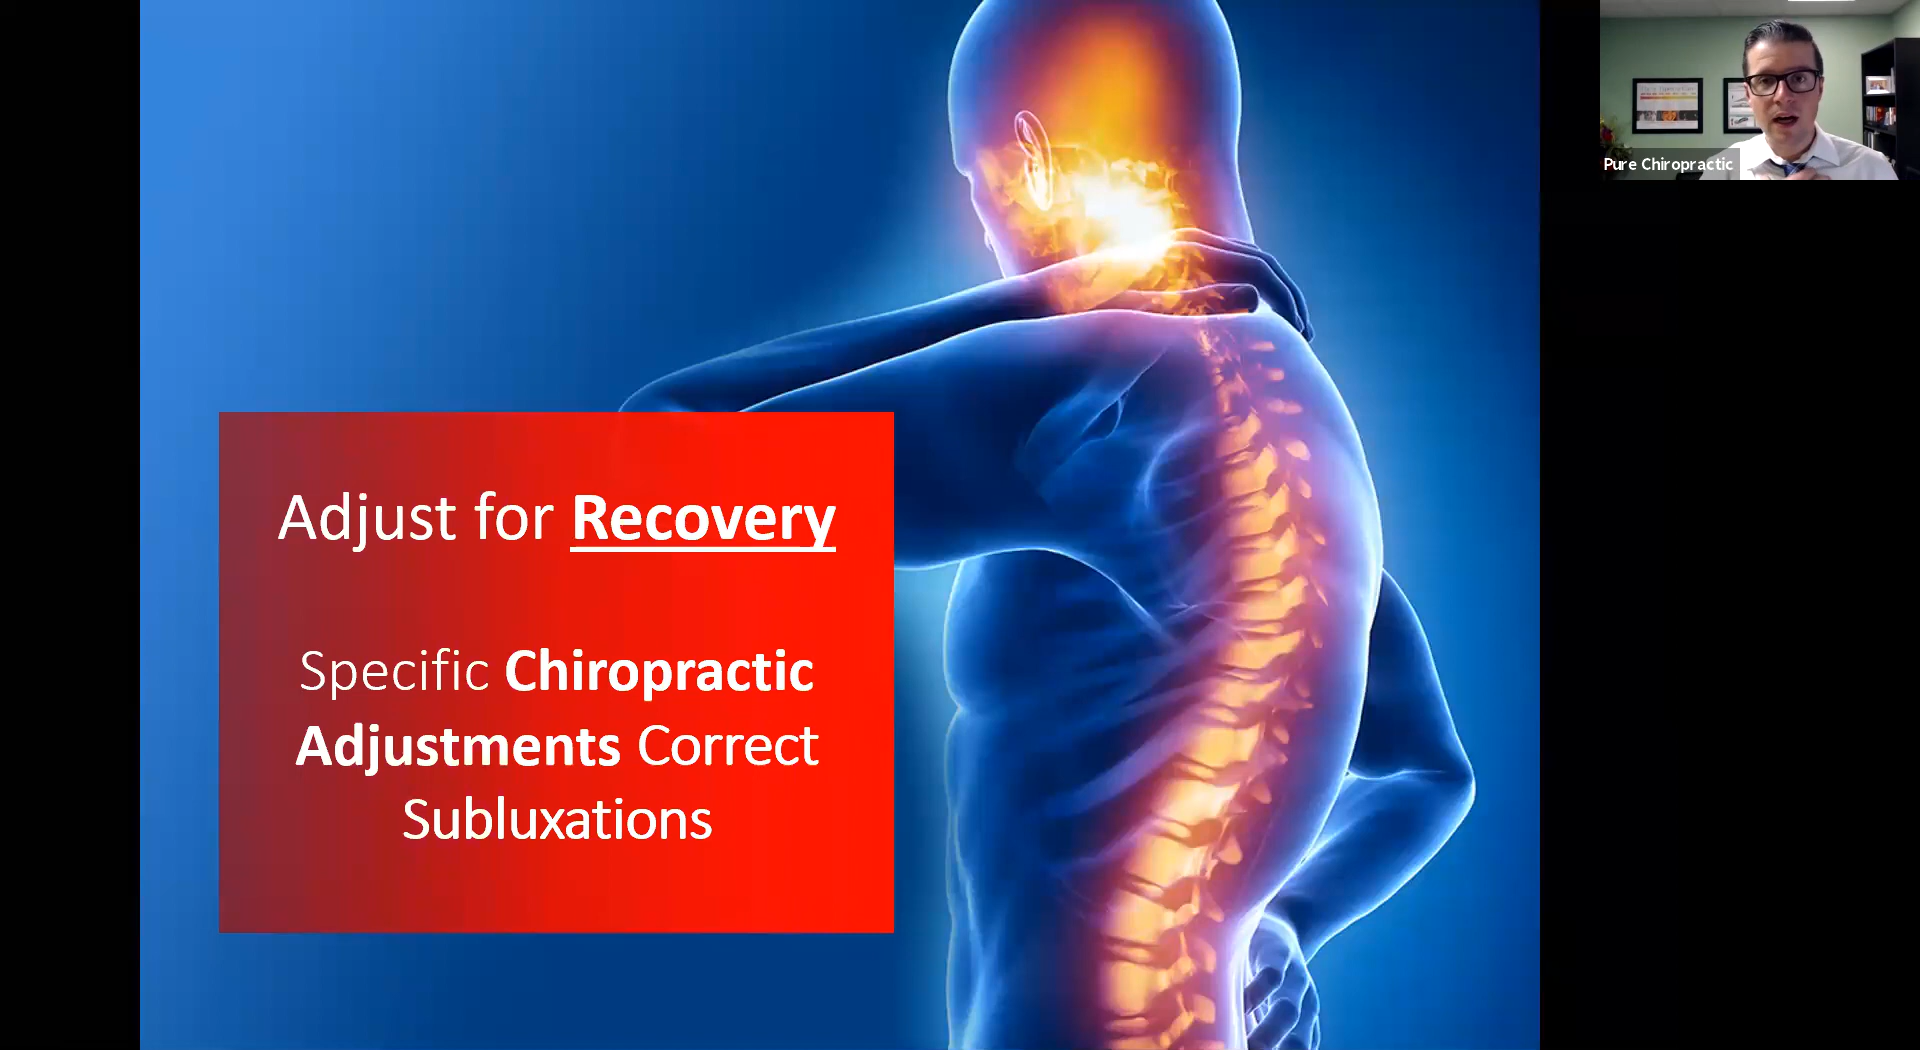 Adjust for Recovery
Specific Chiropractic
Adjustments Correct
Subluxations
Pure Chiropractic